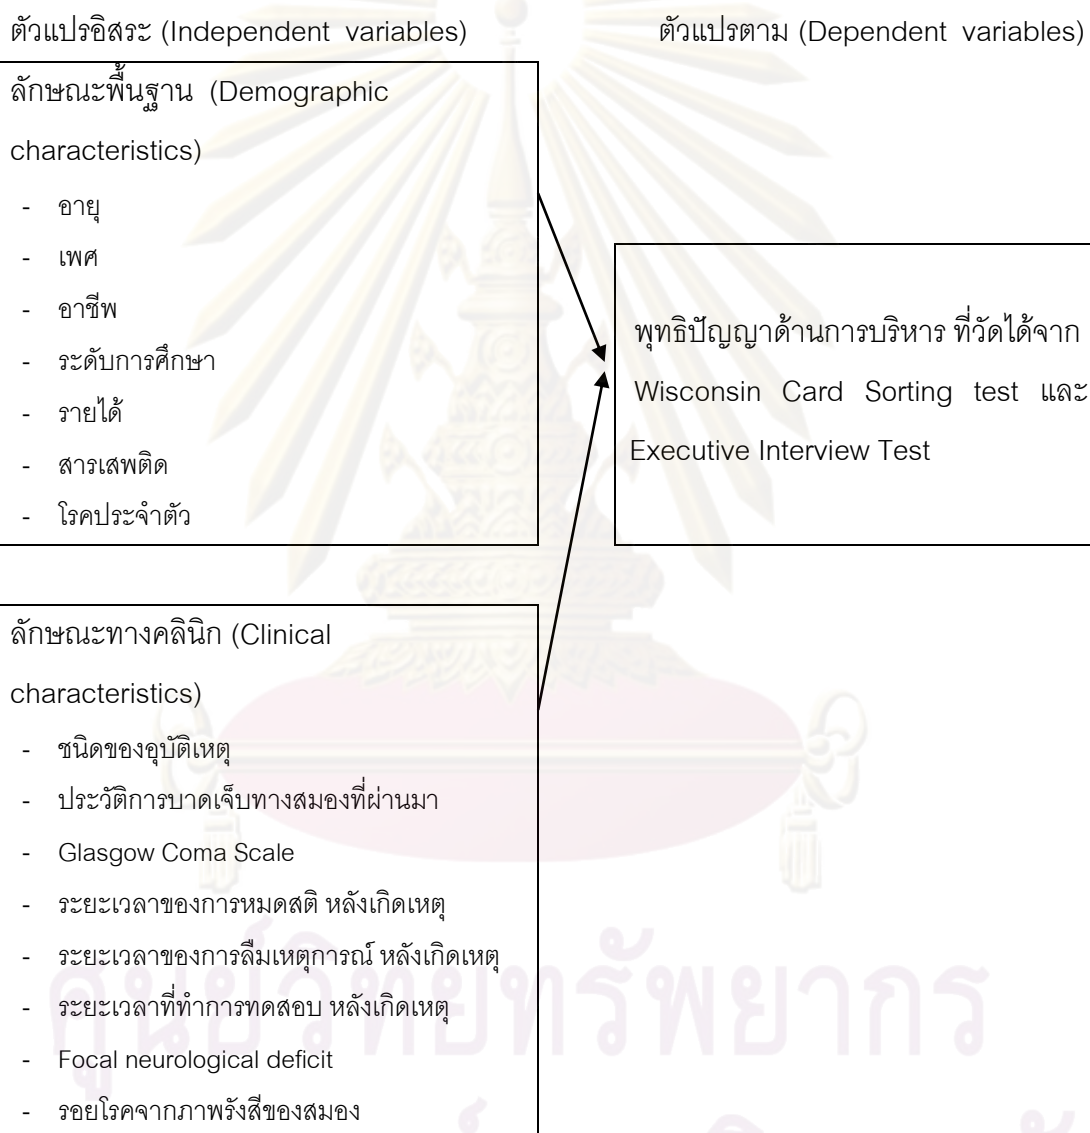 ตัวแปรอิสระ (Independent variables)
ตัวแปรตาม (Dependent variables)
ลักษณะพื้นฐาน (Demographic
characteristics)
- อายุ
- เพศ
- อาชีพ
- ระดับการศึกษา
- รายได้
- สารเสพติด
- โรคประจำตัว
พุทธิปัญญาด้านการบริหาร ที่วัดได้จาก
Wisconsin Card Sorting test และ
Executive Interview Test
ลักษณะทางคลินิก (Clinical
characteristics)
- ชนิดของอุบัติเหตุ
- ประวัติการบาดเจ็บทางสมองที่ผ่านมา
- Glasgow Coma Scale
- ระยะเวลาของการหมดสติ หลังเกิดเหตุ
- ระยะเวลาของการลืมเหตุการณ์ หลังเกิดเหตุ
- ระยะเวลาที่ทำการทดสอบ หลังเกิดเหตุ
- Focal neurological deficit
- รอยโรคจากภาพรังสีของสมอง
ศูนย์วิทยทรัพยากร